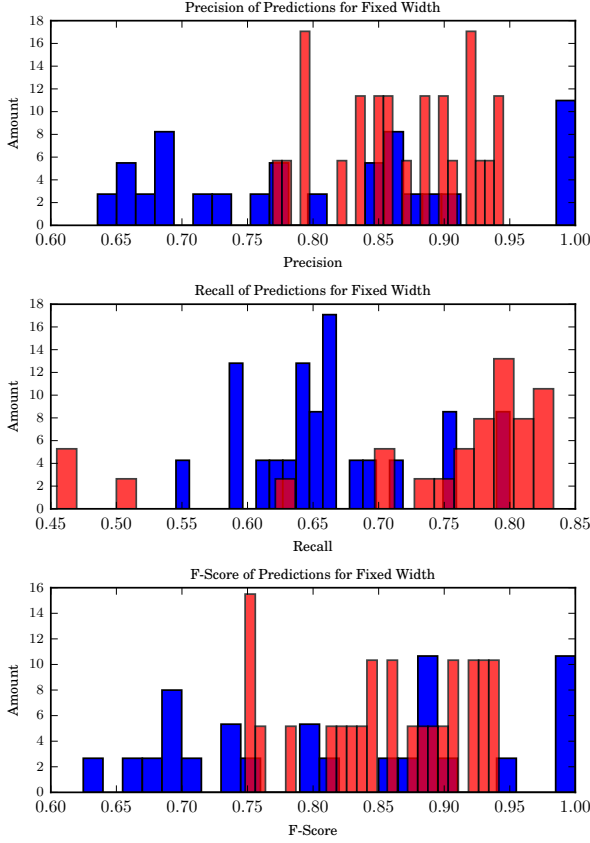 Precision of Predictions for Fixed Width
18
16
14
12
10
8
6
4
2
0
Amount
0.60 0.65 0.70 0.75 0.80 0.85 0.90 0.95 1.00
Precision
Recall of Predictions for Fixed Width
18
16
14
12
10
8
6
4
2
0
Amount
0.45 0.50 0.55 0.60 0.65 0.70 0.75 0.80 0.85
Recall
F-Score of Predictions for Fixed Width
16
14
12
10
8
6
4
2
0
Amount
0.60 0.65 0.70 0.75 0.80 0.85 0.90 0.95 1.00
F-Score